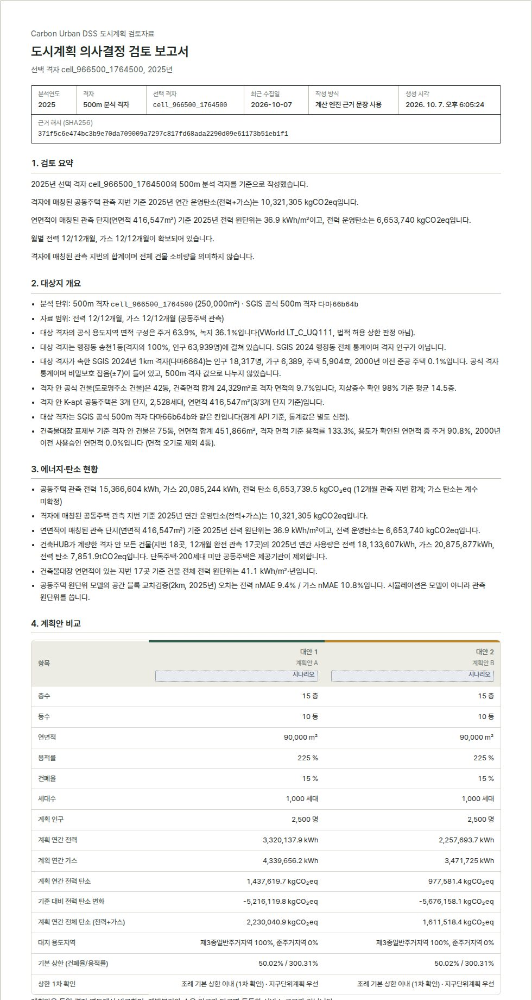 Carbon Urban DSS 도시계획 검토자료
도시계획 의사결정 검토 보고서
선택 격자 cell_966500_1764500, 2025년
분석연도 격자 선택 격자 최근 수집일 작성 방식 생성 시각
2025 500m 분석 격자 cell_966500_1764500 2026-10-07 계산 엔진 근거 문장 사용 2026. 10. 7. 오후 6:05:24
근거 해시 (SHA256)
371f5c6e474bc3b9e70da709009a7297c817fd68ada2290d09e61173b51eb1f1
1. 검토 요약
2025년 선택 격자 cell_966500_1764500의 500m 분석 격자를 기준으로 작성했습니다.
격자에 매칭된 공동주택 관측 지번 기준 2025년 연간 운영탄소(전력+가스)는 10,321,305 kgCO2eq입니다.
연면적이 매칭된 관측 단지(연면적 416,547m²) 기준 2025년 전력 원단위는 36.9 kWh/m²이고, 전력 운영탄소는 6,653,740 kgCO2eq입니다.
월별 전력 12/12개월, 가스 12/12개월이 확보되어 있습니다.
격자에 매칭된 관측 지번의 합계이며 전체 건물 소비량을 의미하지 않습니다.
2. 대상지 개요
• 분석 단위: 500m 격자 cell_966500_1764500 (250,000m²) · SGIS 공식 500m 격자 다마66b64b
• 자료 범위: 전력 12/12개월, 가스 12/12개월 (공동주택 관측)
• 대상 격자의 공식 용도지역 면적 구성은 주거 63.9%, 녹지 36.1%입니다(VWorld LT_C_UQ111, 법적 허용 상한 판정 아님).
• 대상 격자는 행정동 송천1동(격자의 100%, 인구 63,939명)에 걸쳐 있습니다. SGIS 2024 행정동 전체 통계이며 격자 인구가 아닙니다.
• 대상 격자가 속한 SGIS 2024년 1km 격자(다마6664)는 인구 18,317명, 가구 6,389, 주택 5,904호, 2000년 이전 준공 주택 0.1%입니다. 공식 격자
통계이며 비밀보호 잡음(±7)이 들어 있고, 500m 격자 값으로 나누지 않았습니다.
• 격자 안 공식 건물(도로명주소 건물)은 42동, 건축면적 합계 24,329m²로 격자 면적의 9.7%입니다, 지상층수 확인 98% 기준 평균 14.5층.
• 격자 안 K-apt 공동주택은 3개 단지, 2,528세대, 연면적 416,547m²(3/3개 단지 기준)입니다.
• 대상 격자는 SGIS 공식 500m 격자 다마66b64b와 같은 칸입니다(경계 API 기준, 통계값은 별도 신청).
• 건축물대장 표제부 기준 격자 안 건물은 75동, 연면적 합계 451,866m², 격자 면적 기준 용적률 133.3%, 용도가 확인된 연면적 중 주거 90.8%, 2000년
이전 사용승인 연면적 0.0%입니다 (면적 오기로 제외 4동).
3. 에너지·탄소 현황
• 공동주택 관측 전력 15,366,604 kWh, 가스 20,085,244 kWh, 전력 탄소 6,653,739.5 kgCO₂eq (12개월 관측 지번 합계; 가스 탄소는 계수
미확정)
• 격자에 매칭된 공동주택 관측 지번 기준 2025년 연간 운영탄소(전력+가스)는 10,321,305 kgCO2eq입니다.
• 연면적이 매칭된 관측 단지(연면적 416,547m²) 기준 2025년 전력 원단위는 36.9 kWh/m²이고, 전력 운영탄소는 6,653,740 kgCO2eq입니다.
• 건축HUB가 계량한 격자 안 모든 건물(지번 18곳, 12개월 완전 관측 17곳)의 2025년 연간 사용량은 전력 18,133,607kWh, 가스 20,875,877kWh,
전력 탄소 7,851.9tCO2eq입니다. 단독주택·200세대 미만 공동주택은 제공기관이 제외합니다.
• 건축물대장 연면적이 있는 지번 17곳 기준 건물 전체 전력 원단위는 41.1 kWh/m²·년입니다.
• 공동주택 원단위 모델의 공간 블록 교차검증(2km, 2025년) 오차는 전력 nMAE 9.4% / 가스 nMAE 10.8%입니다. 시뮬레이션은 모델이 아니라 관측
원단위를 씁니다.
4. 계획안 비교
항목 대안 1 대안 2
계획안 A 계획안 B
시나리오 시나리오
층수 15 층 15 층
동수 10 동 10 동
연면적 90,000 m² 90,000 m²
용적률 225 % 225 %
건폐율 15 % 15 %
세대수 1,000 세대 1,000 세대
계획 인구 2,500 명 2,500 명
계획 연간 전력 3,320,137.9 kWh 2,257,693.7 kWh
계획 연간 가스 4,339,656.2 kWh 3,471,725 kWh
계획 연간 전력 탄소 1,437,619.7 kgCO₂eq 977,581.4 kgCO₂eq
기준 대비 전력 탄소 변화 -5,216,119.8 kgCO₂eq -5,676,158.1 kgCO₂eq
계획 연간 전체 탄소 (전력+가스) 2,230,040.9 kgCO₂eq 1,611,518.4 kgCO₂eq
대지 용도지역 제3종일반주거지역 100%, 준주거지역 0% 제3종일반주거지역 100%, 준주거지역 0%
기본 상한 (건폐율/용적률) 50.02% / 300.31% 50.02% / 300.31%
상한 1차 확인 조례 기본 상한 이내 (1차 확인) · 지구단위계획 우선 조례 기본 상한 이내 (1차 확인) · 지구단위계획 우선